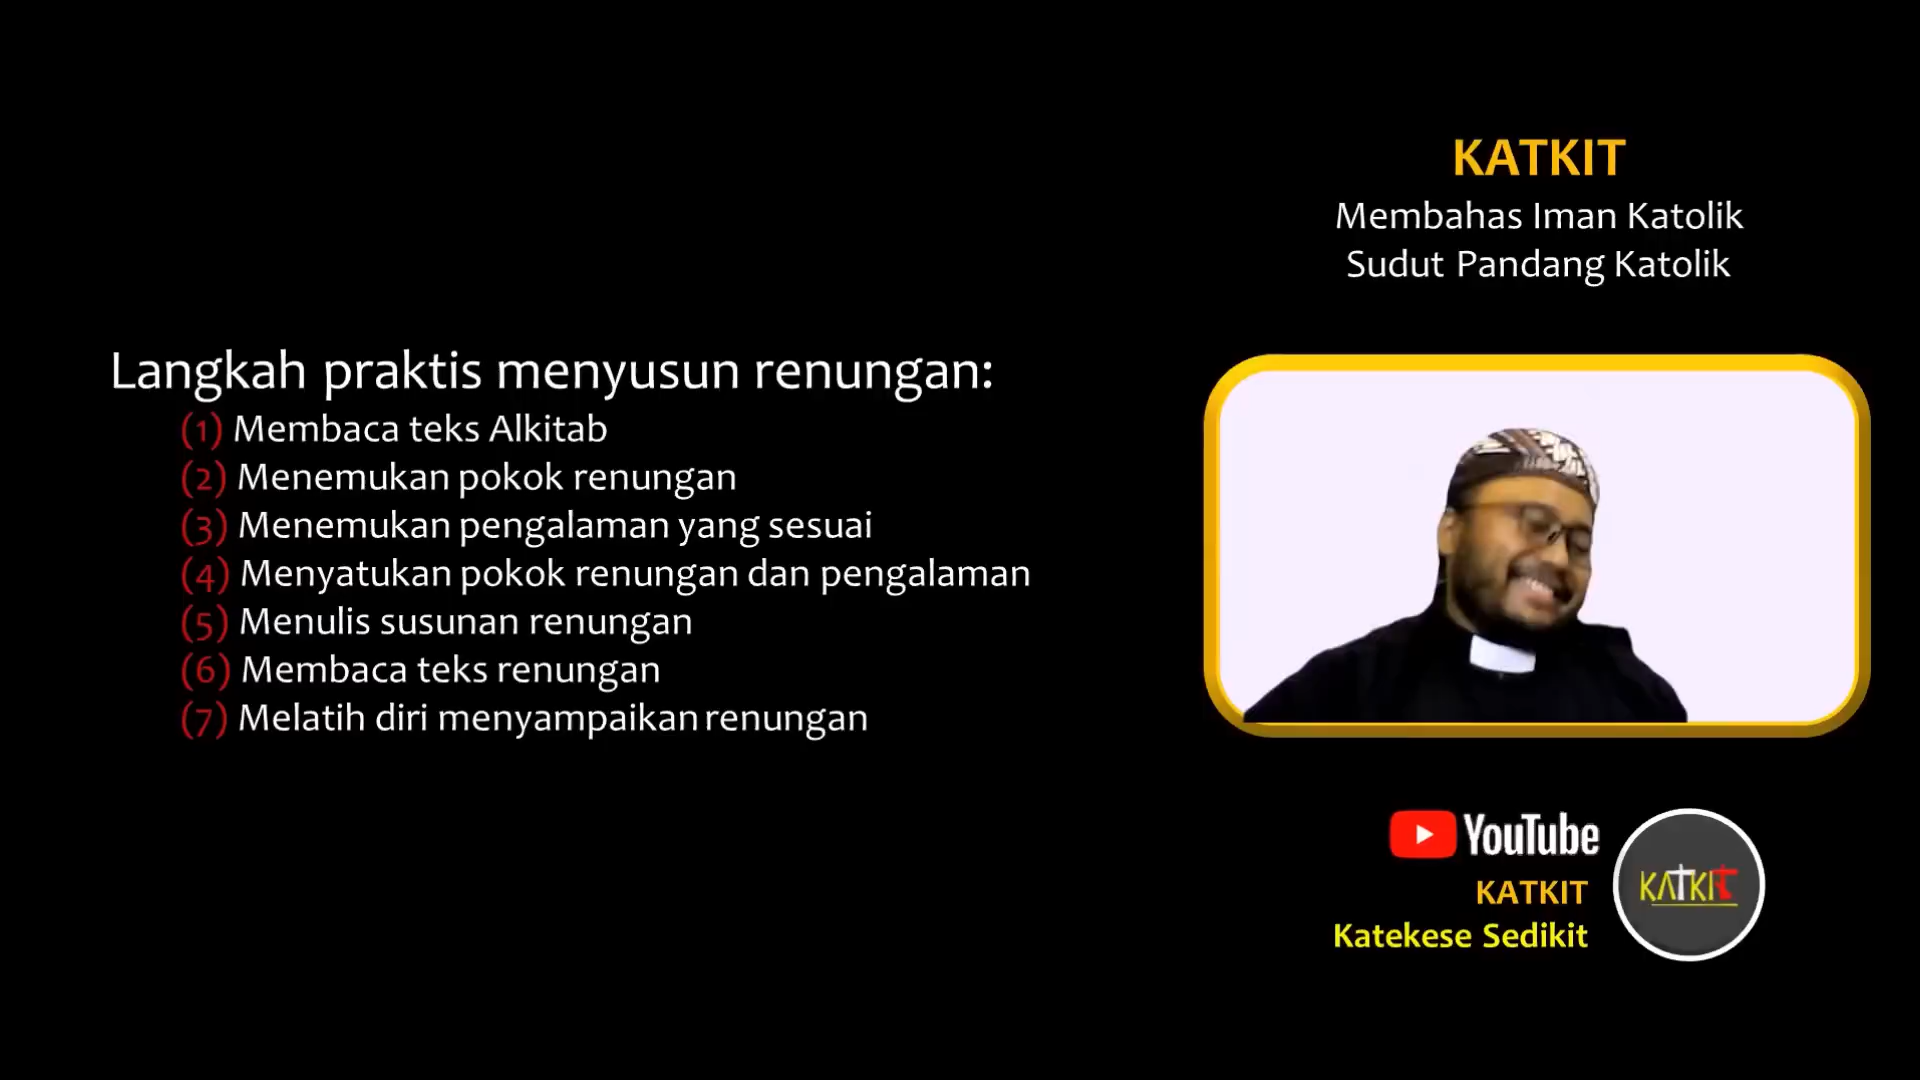 KATKIT
Membahas Iman Katolik
Sudut Pandang Katolik
Langkah praktis menyusun renungan:
(1) Membaca teks Alkitab
(2) Menemukan pokok renungan
(3) Menemukan pengalaman yang sesuai
(4) Menyatukan pokok renungan dan pengalaman
(5) Menulis susunan renungan
(6) Membaca teks renungan
(7) Melatih diri menyampaikan renungan
YouTube
KATKIT
Katekese Sedikit
KATKIT